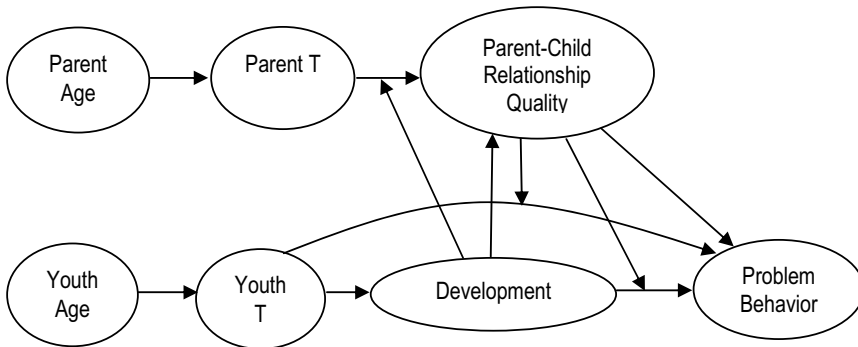 Parent
Age
Parent T
Parent-Child
Relationship
Quality
Youth
Age
Youth
T
Development
Problem
Behavior